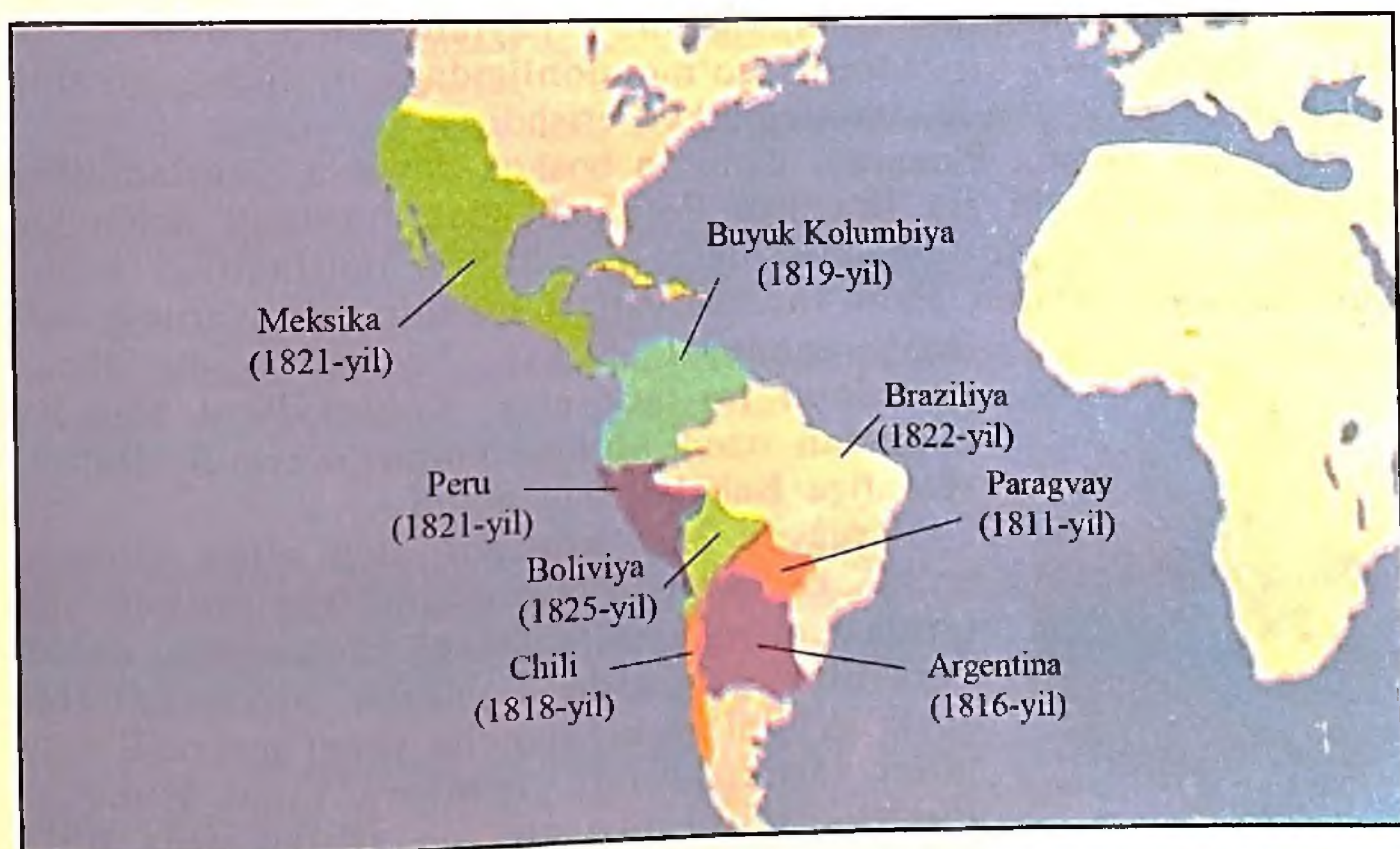 Buyuk Kolumbiya
(1819-yil)
Meksika
(1821-yil)
Braziliya
(1822-yil)
Peru
(1821-yil)
Paragvay
(1811-yil)
Boliviya
(1825-yil)
Chili
(1818-yil)
Argentina
(1816-yil)